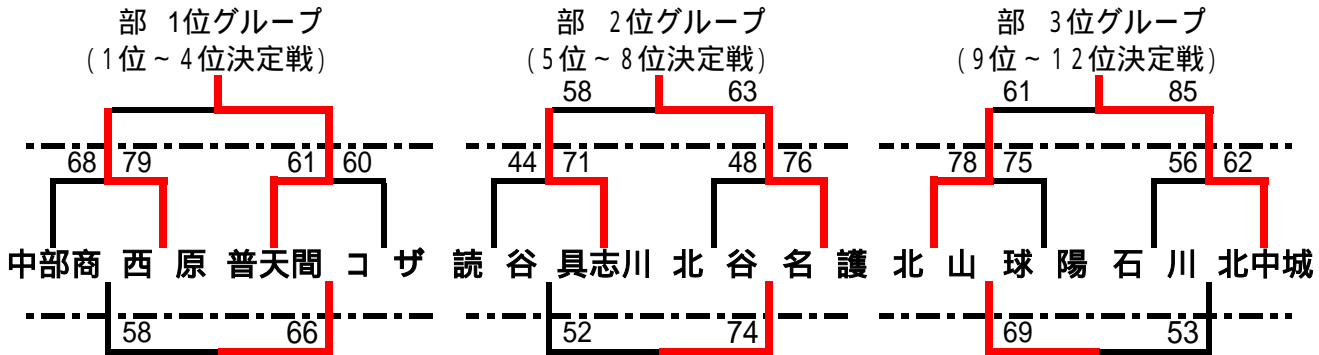 部 1位グループ 部 2位グループ 部 3位グループ
(1位~4位決定戦) (5位~8位決定戦) (9位~12位決定戦)
58 63 61 85
68 79 61 60 44 71 48 76 78 75 56 62
中部商 西原 普天間 コザ 読谷 具志川 北谷 名護 北山 球陽 石川 北中城
58 66 52 74 69 53